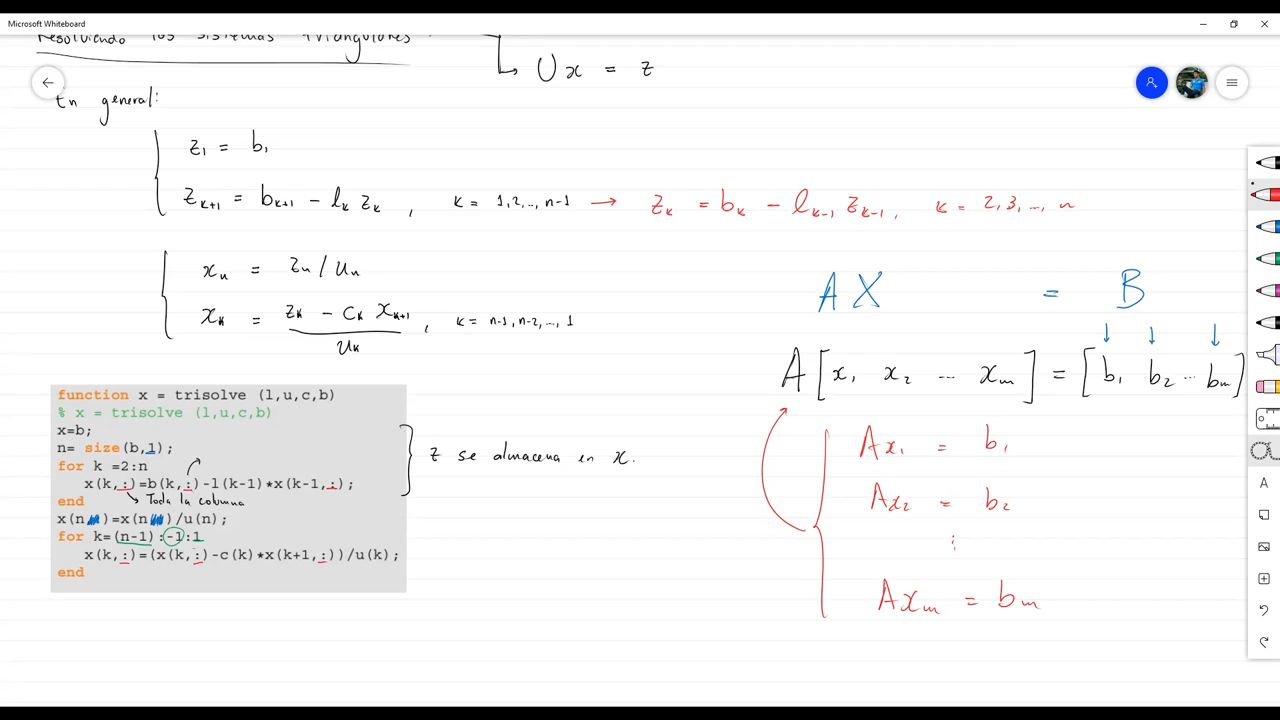 Microsoft Whiteboard
Resolviendo los sistemas triangulares
Ux = z
En general:
z₁ = b₁
zₖ₊₁ = bₖ₊₁ - lₖ zₖ , k = 1,2,..,n-1 → zₖ = bₖ - lₖ₋₁ zₖ₋₁, k = 2,3,...,n
xₙ = zₙ / uₙ
xₖ = (zₖ - cₖ xₖ₊₁) / uₖ , k = n-1,n-2,...,1
A X = B
A [x₁ x₂ ... xₘ] = [b₁ b₂ ... bₘ]
Ax₁ = b₁
Ax₂ = b₂
⋮
Axₘ = bₘ
function x = trisolve (l,u,c,b)
% x = trisolve (l,u,c,b)
x=b;
n= size(b,1);
for k =2:n
x(k,:)=b(k,:)-l(k-1)*x(k-1,:);
Toda la columna
end
x(n)=x(n)/u(n);
for k=(n-1):-1:1
x(k,:)=(x(k,:)-c(k)*x(k+1,:))/u(k);
end
z se almacena en x.
A